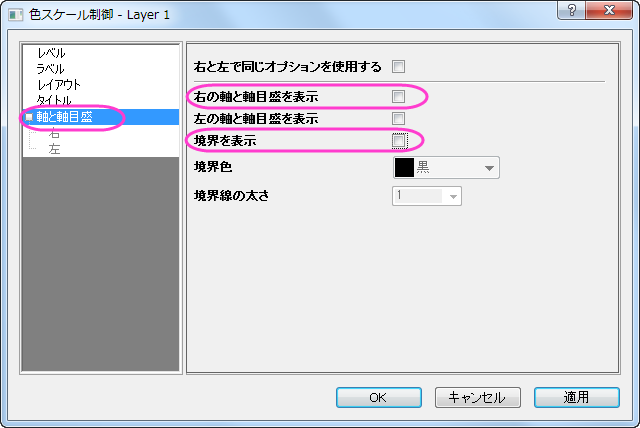 色スケール制御 - Layer 1
レベル
ラベル
レイアウト
タイトル
軸と軸目盛
右
左
右と左で同じオプションを使用する
右の軸と軸目盛を表示
左の軸と軸目盛を表示
境界を表示
境界色 黒
境界線の太さ 1
OK キャンセル 適用